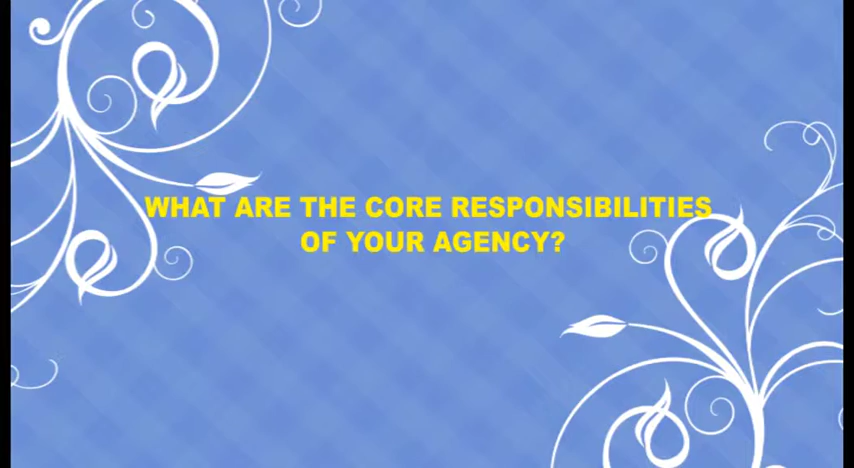 WHAT ARE THE CORE RESPONSIBILITIES
OF YOUR AGENCY?